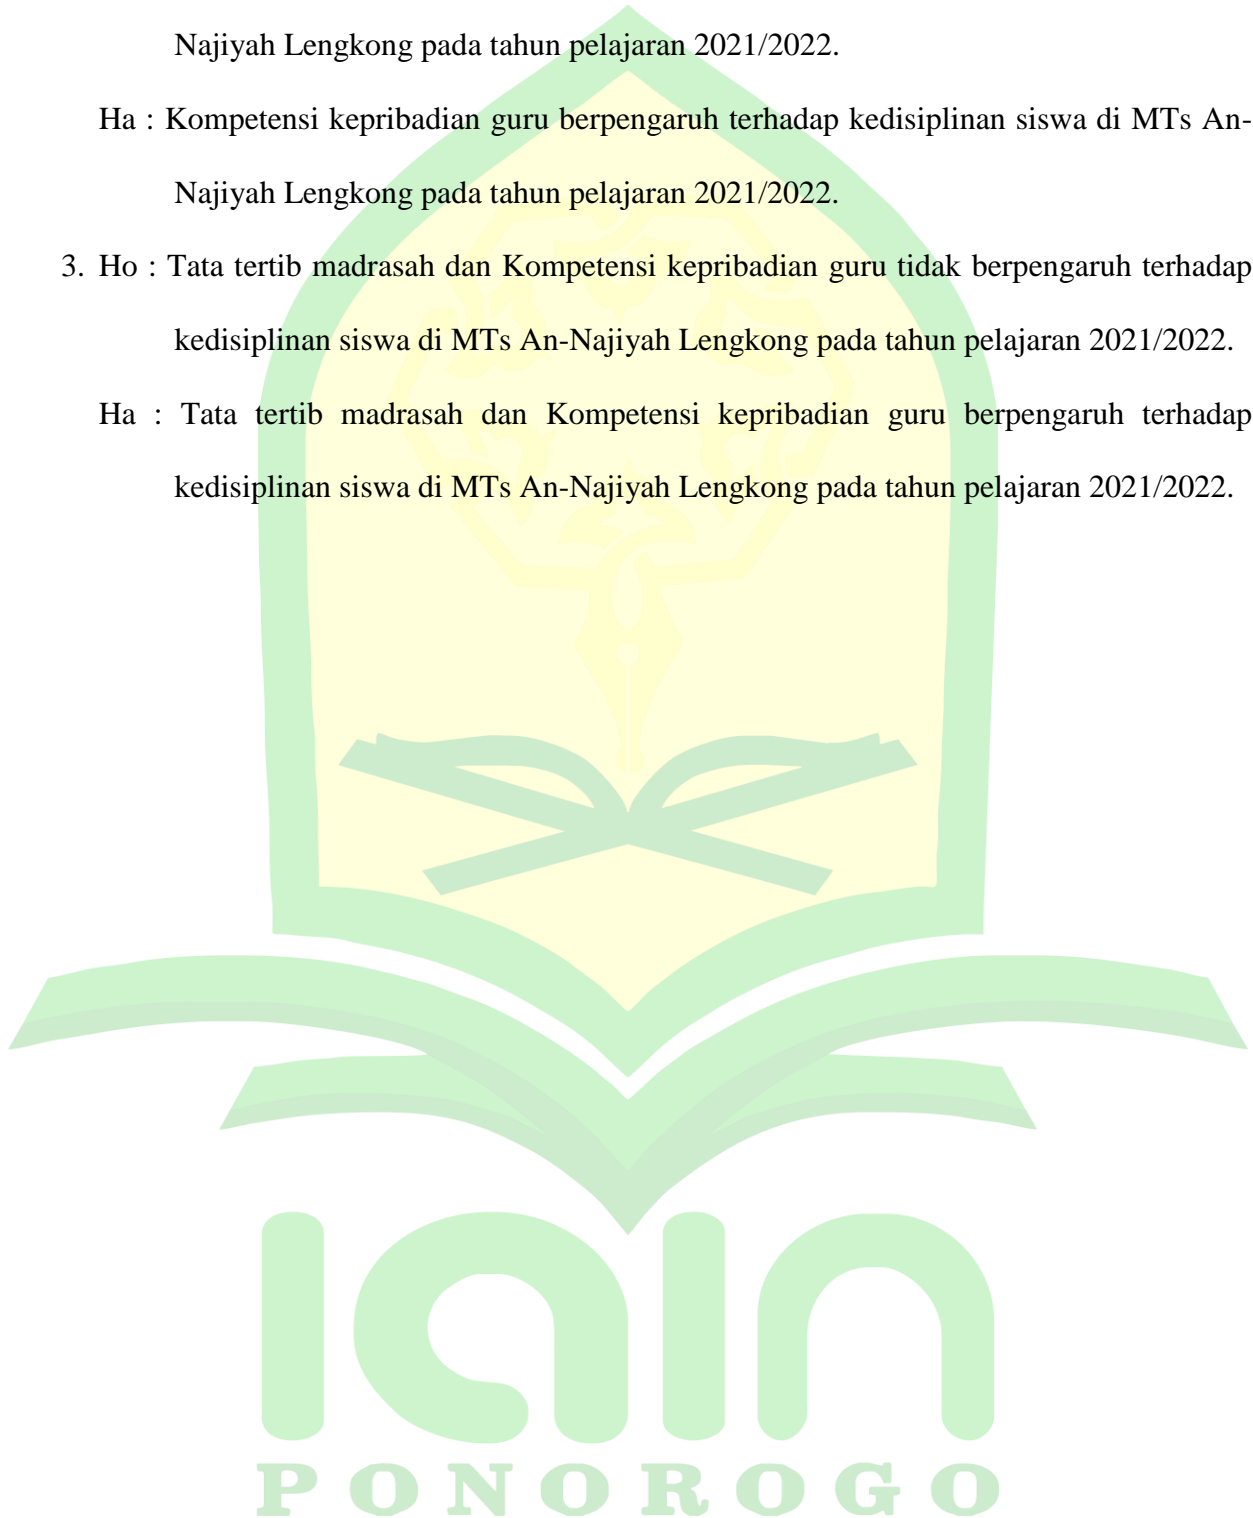 Najiyah Lengkong pada tahun pelajaran 2021/2022.
Ha : Kompetensi kepribadian guru berpengaruh terhadap kedisiplinan siswa di MTs An-
Najiyah Lengkong pada tahun pelajaran 2021/2022.
3. Ho : Tata tertib madrasah dan Kompetensi kepribadian guru tidak berpengaruh terhadap
kedisiplinan siswa di MTs An-Najiyah Lengkong pada tahun pelajaran 2021/2022.
Ha : Tata tertib madrasah dan Kompetensi kepribadian guru berpengaruh terhadap
kedisiplinan siswa di MTs An-Najiyah Lengkong pada tahun pelajaran 2021/2022.
iain
PONOROGO